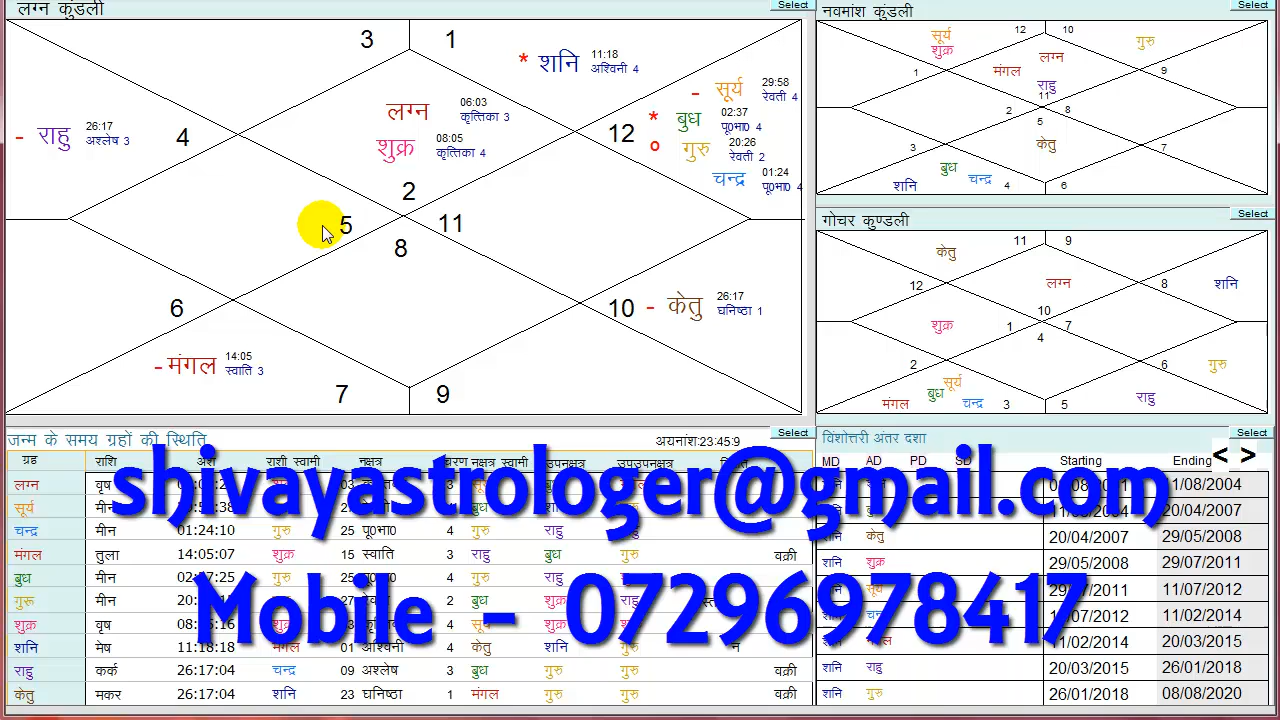 लग्न कुंडली
Select
3
1
* शनि 11:18 अश्विनी 4
- सूर्य 29:58 रेवती 4
लग्न 06:03 कृत्तिका 3
* बुध 02:37 पू0भा0 4
- राहु 26:17 अश्लेष 3
4
शुक्र 08:05 कृत्तिका 4
12
o गुरु 20:26 रेवती 2
चन्द्र 01:24 पू0भा0 4
2
5
11
8
6
10
- केतु 26:17 घनिष्ठा 1
- मंगल 14:05 स्वाति 3
7
9
नवमांश कुंडली
Select
सूर्य
शुक्र
12
10
गुरु
लग्न
1
मंगल
9
राहु
11
2
8
5
3
केतु
7
बुध
शनि
चन्द्र
4
6
गोचर कुण्डली
Select
केतु
11
9
12
लग्न
8
शनि
10
शुक्र
1
7
4
2
6
गुरु
सूर्य
मंगल
बुध
चन्द्र
3
5
राहु
जन्म के समय ग्रहों की स्थिति
अयनांश:23:45:9
Select
ग्रह राशि अंश राशी स्वामी नक्षत्र चरण नक्षत्र स्वामी उपनक्षत्र उपउपनक्षत्र
लग्न वृष 03 3
सूर्य मीन 4
चन्द्र मीन 01:24:10 गुरु 25 पू0भा0 4 गुरु राहु राहु
मंगल तुला 14:05:07 शुक्र 15 स्वाति 3 राहु बुध गुरु वक्री
बुध मीन गुरु 25 4 गुरु राहु
गुरू मीन 27 2 बुध शुक्र राहु
शुक्र वृष 4
शनि मेष 11:18:18 मंगल 01 अश्विनी 4 केतु शनि गुरु
राहु कर्क 26:17:04 चन्द्र 09 अश्लेष 3 बुध गुरु गुरु वक्री
केतु मकर 26:17:04 शनि 23 घनिष्ठा 1 मंगल गुरु गुरु वक्री
विंशोत्तरी अंतर दशा
Select
MD AD PD SD Starting Ending < >
11/08/2004
20/04/2007
शनि केतु 20/04/2007 29/05/2008
शनि शुक्र 29/05/2008 29/07/2011
11/07/2012
11/02/2014
11/02/2014 20/03/2015
शनि राहु 20/03/2015 26/01/2018
शनि गुरु 26/01/2018 08/08/2020
shivayastrologer@gmail.com
Mobile - 07296978417